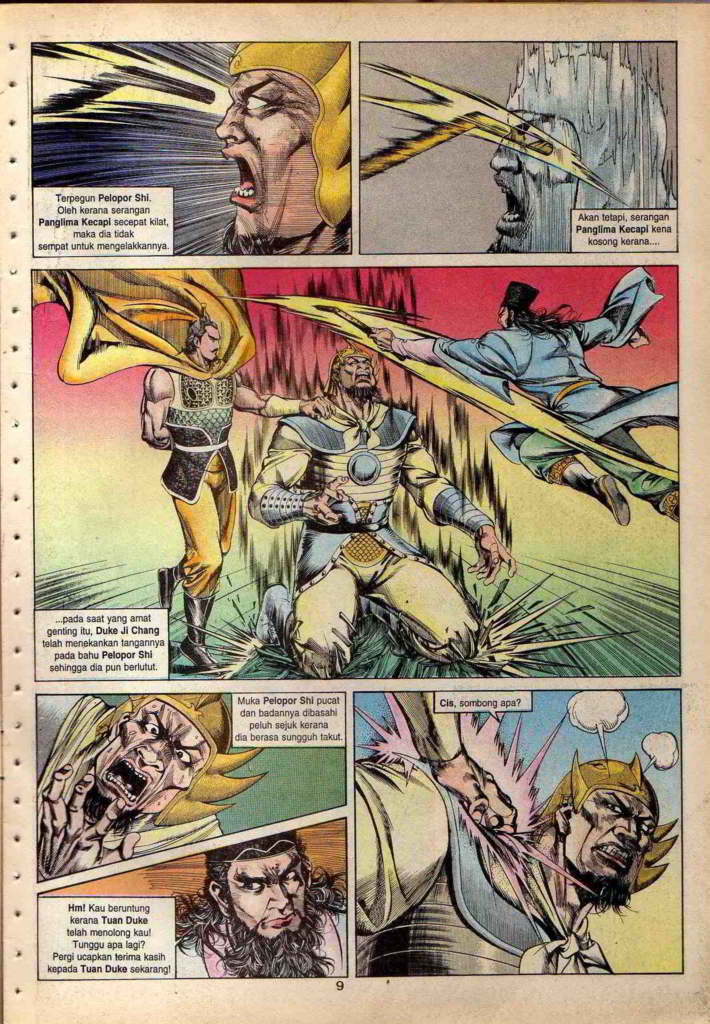 Terpegun Pelopor Shi.
Oleh kerana serangan
Panglima Kecapi secepat kilat,
maka dia tidak
sempat untuk mengelakkannya.
Akan tetapi, serangan
Panglima Kecapi kena
kosong kerana....
...pada saat yang amat
genting itu, Duke Ji Chang
telah menekankan tangannya
pada bahu Pelopor Shi
sehingga dia pun berlutut.
Muka Pelopor Shi pucat
dan badannya dibasahi
peluh sejuk kerana
dia berasa sungguh takut.
Cis, sombong apa?
Hm! Kau beruntung
kerana Tuan Duke
telah menolong kau!
Tunggu apa lagi?
Pergi ucapkan terima kasih
kepada Tuan Duke sekarang!
9